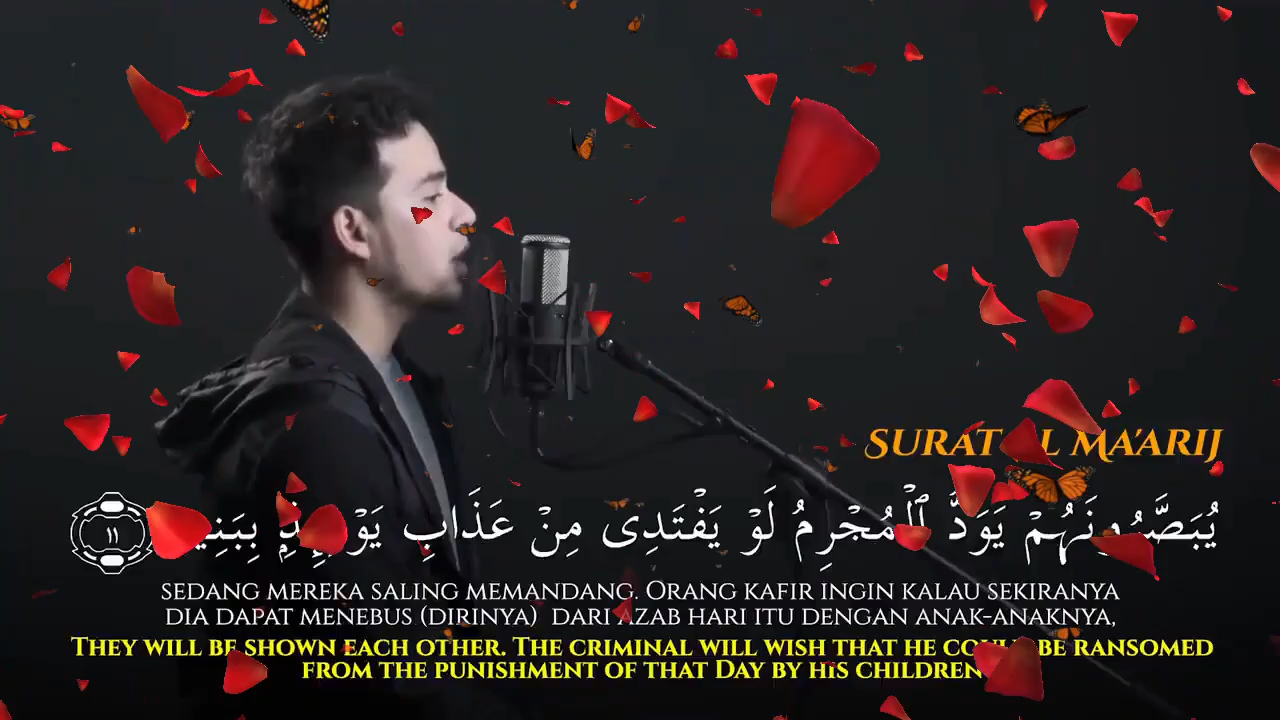 SURAT AL MA'ARIJ
يُبَصَّرُونَهُمْ يَوَدُّ ٱلْمُجْرِمُ لَوْ يَفْتَدِى مِنْ عَذَابِ يَوْمِئِذٍۭ بِبَنِيهِ ١١
SEDANG MEREKA SALING MEMANDANG. ORANG KAFIR INGIN KALAU SEKIRANYA
DIA DAPAT MENEBUS (DIRINYA) DARI AZAB HARI ITU DENGAN ANAK-ANAKNYA,
THEY WILL BE SHOWN EACH OTHER. THE CRIMINAL WILL WISH THAT HE COULD BE RANSOMED
FROM THE PUNISHMENT OF THAT DAY BY HIS CHILDREN